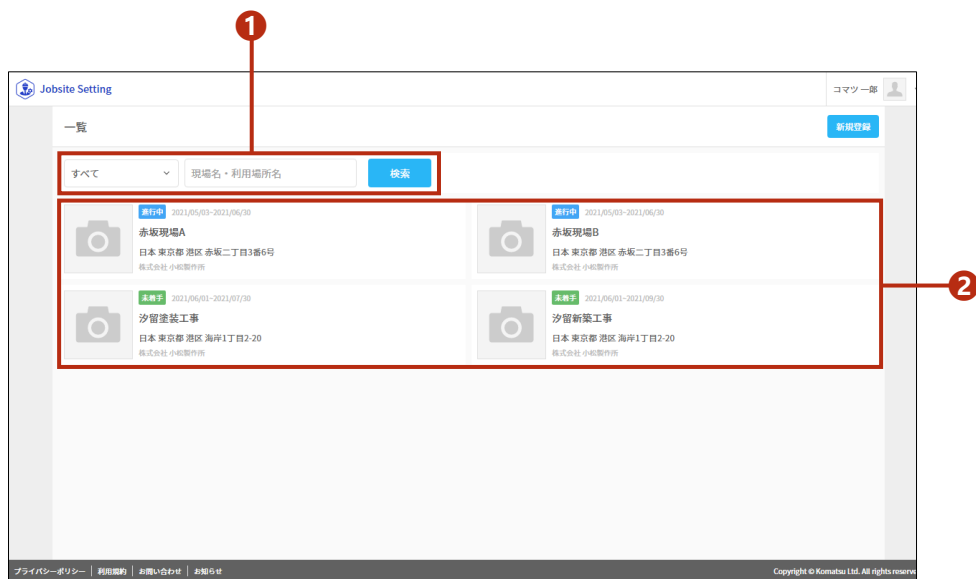 1
Jobsite Setting
コマツ 一郎
一覧
新規登録
すべて
現場名・利用場所名
検索
進行中 2021/05/03~2021/06/30
赤坂現場A
日本 東京都 港区 赤坂二丁目3番6号
株式会社 小松製作所
進行中 2021/05/03~2021/06/30
赤坂現場B
日本 東京都 港区 赤坂二丁目3番6号
株式会社 小松製作所
2
未着手 2021/06/01~2021/07/30
汐留塗装工事
日本 東京都 港区 海岸1丁目2-20
株式会社 小松製作所
未着手 2021/06/01~2021/09/30
汐留新築工事
日本 東京都 港区 海岸1丁目2-20
株式会社 小松製作所
プライバシーポリシー | 利用規約 | お問い合わせ | お知らせ
Copyright © Komatsu Ltd. All rights reserve